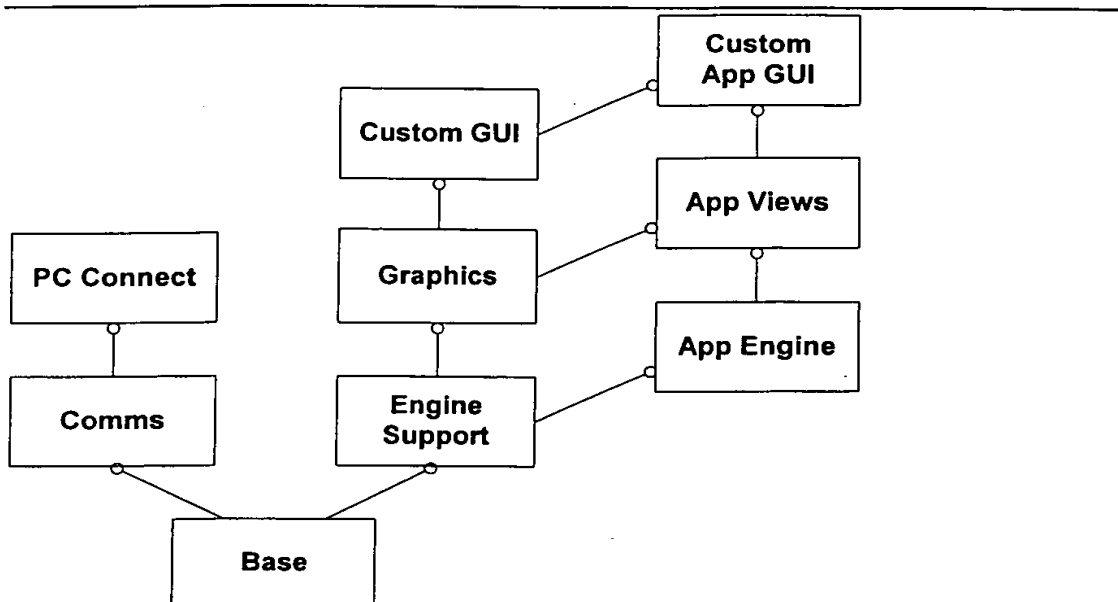 Custom
App GUI
Custom GUI
App Views
PC Connect
Graphics
App Engine
Comms
Engine
Support
Base